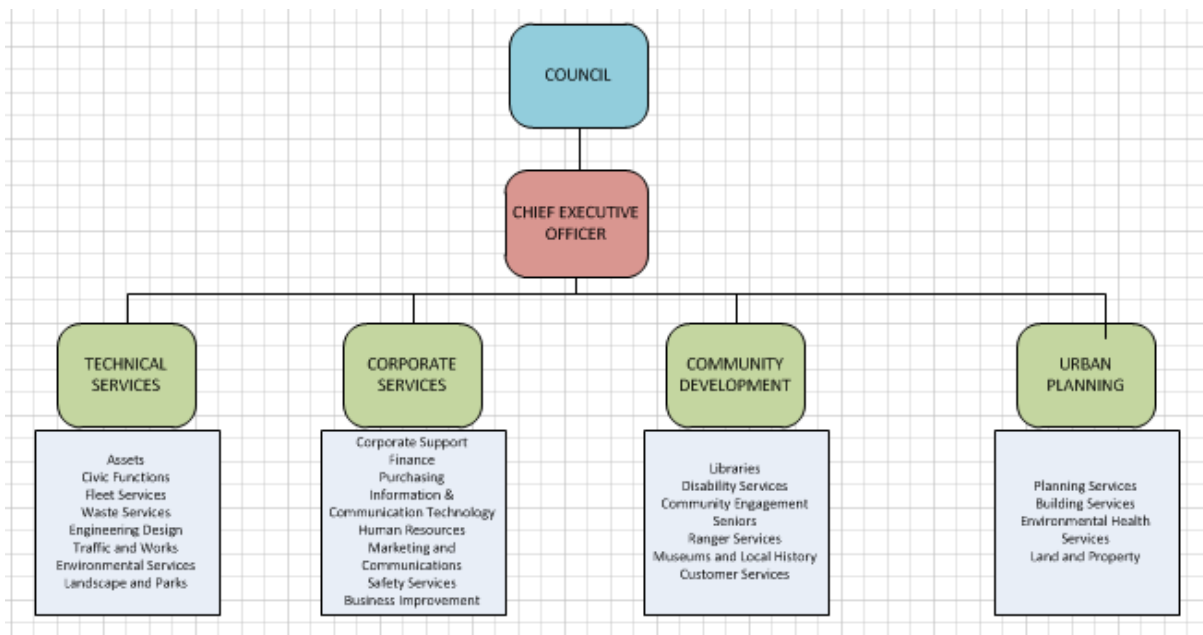 COUNCIL
CHIEF EXECUTIVE
OFFICER
TECHNICAL
SERVICES
Assets
Civic Functions
Fleet Services
Waste Services
Engineering Design
Traffic and Works
Environmental Services
Landscape and Parks
CORPORATE
SERVICES
Corporate Support
Finance
Purchasing
Information &
Communication Technology
Human Resources
Marketing and
Communications
Safety Services
Business Improvement
COMMUNITY
DEVELOPMENT
Libraries
Disability Services
Community Engagement
Seniors
Ranger Services
Museums and Local History
Customer Services
URBAN
PLANNING
Planning Services
Building Services
Environmental Health
Services
Land and Property